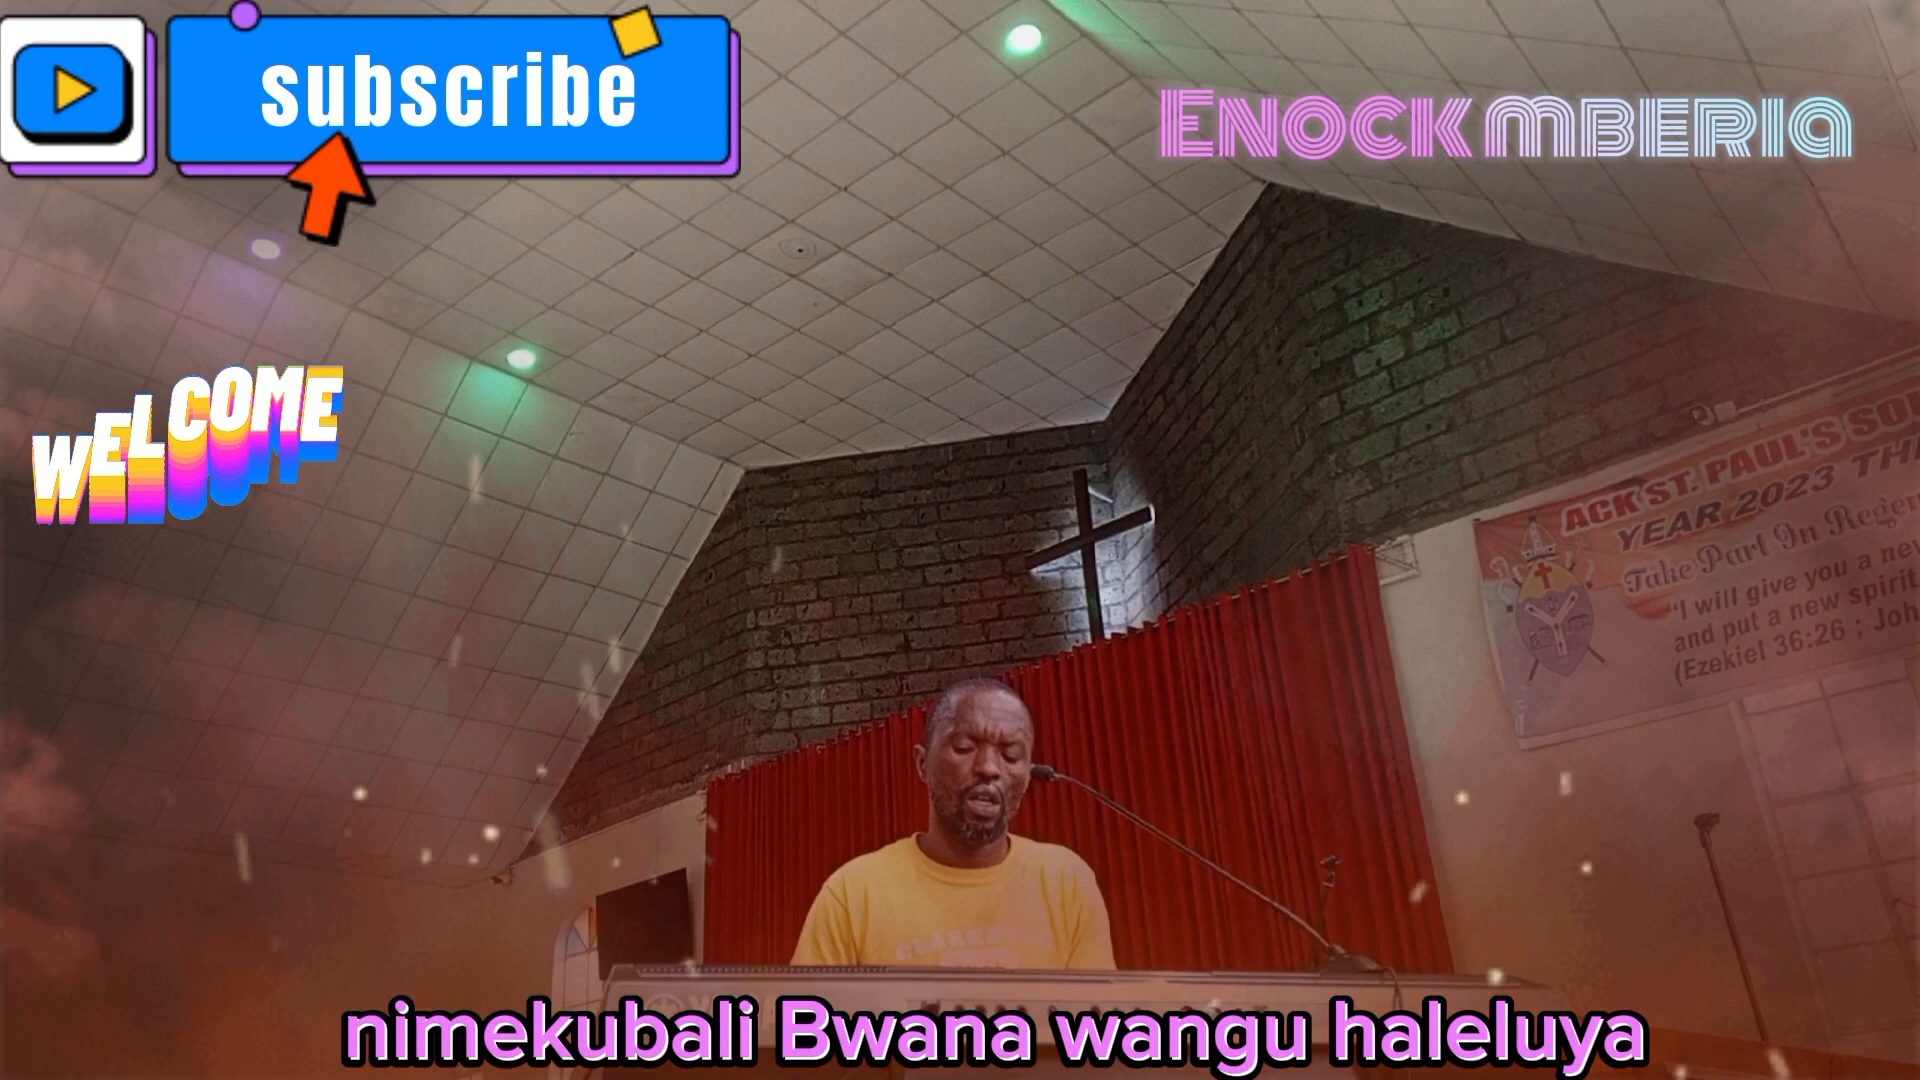 subscribe
Enock mberia
WELCOME
ACK ST. PAUL'S
YEAR 2023
Take Part In
"I will give you a new
and put a new spirit
(Ezekiel 36:26 ;
nimekubali Bwana wangu haleluya